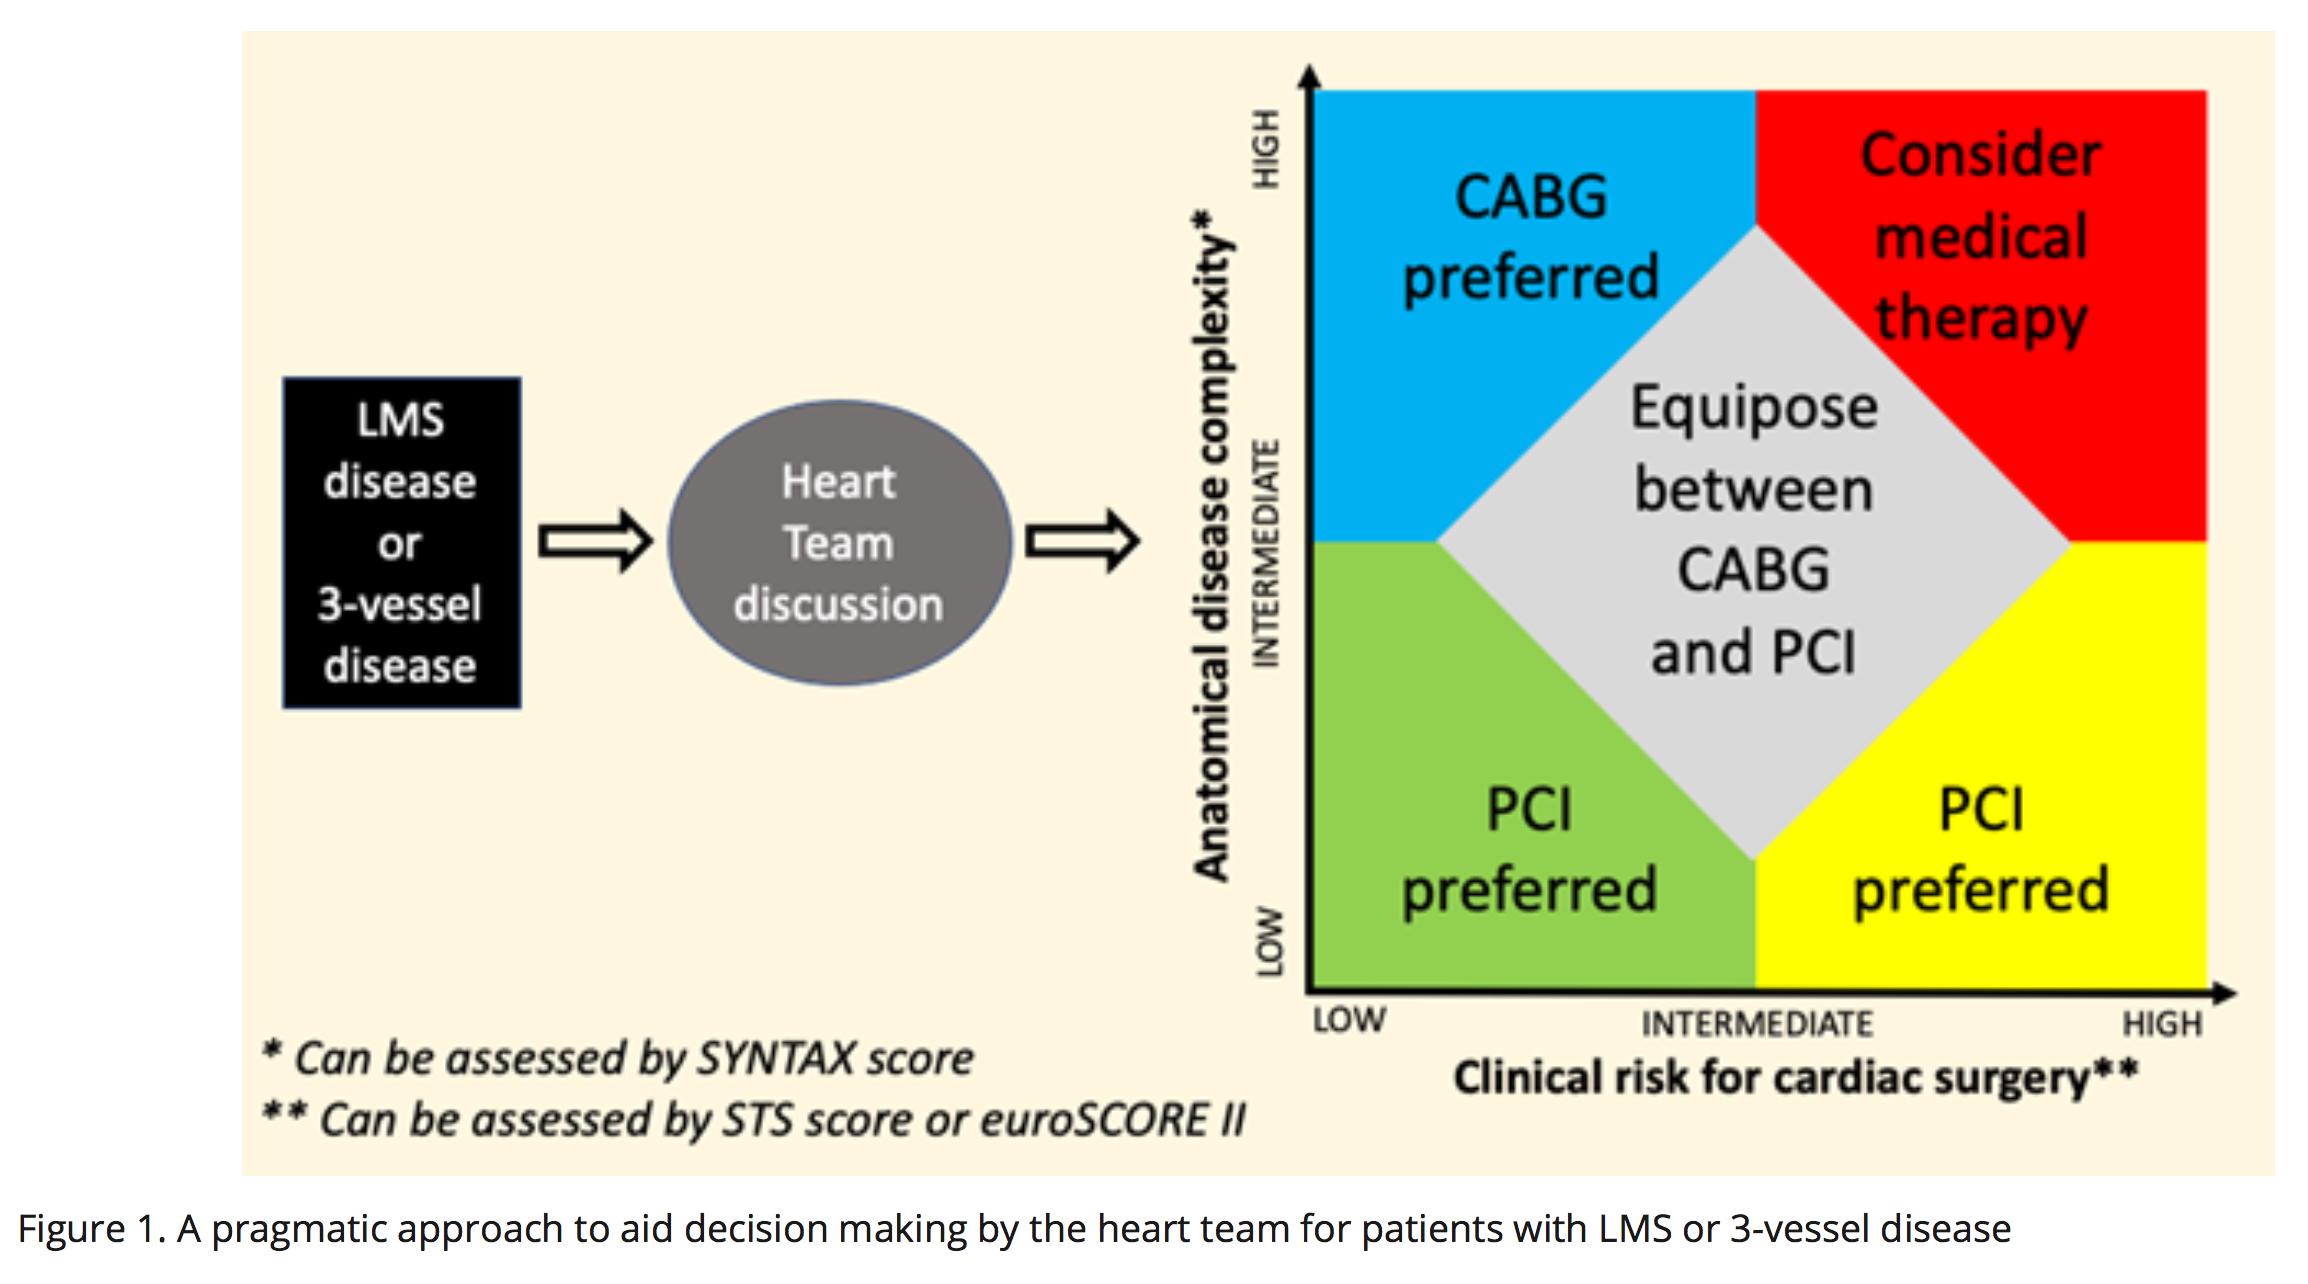 LMS
disease
or
3-vessel
disease
Heart
Team
discussion
Anatomical disease complexity*
HIGH
INTERMEDIATE
LOW
CABG
preferred
Consider
medical
therapy
Equipose
between
CABG
and PCI
PCI
preferred
PCI
preferred
LOW
INTERMEDIATE
HIGH
Clinical risk for cardiac surgery**
* Can be assessed by SYNTAX score
** Can be assessed by STS score or euroSCORE II
Figure 1. A pragmatic approach to aid decision making by the heart team for patients with LMS or 3-vessel disease